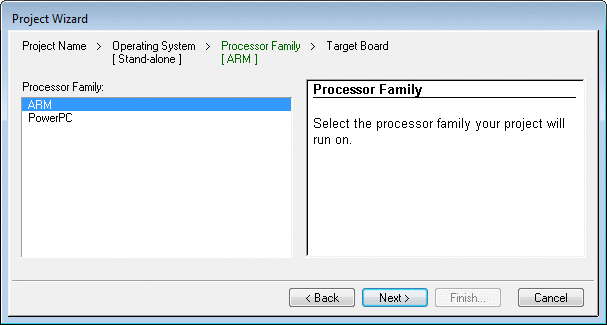 Project Wizard
Project Name > Operating System > Processor Family > Target Board
[ Stand-alone ] [ ARM ]
Processor Family:
ARM
PowerPC
Processor Family
Select the processor family your project will
run on.
< Back Next > Finish... Cancel